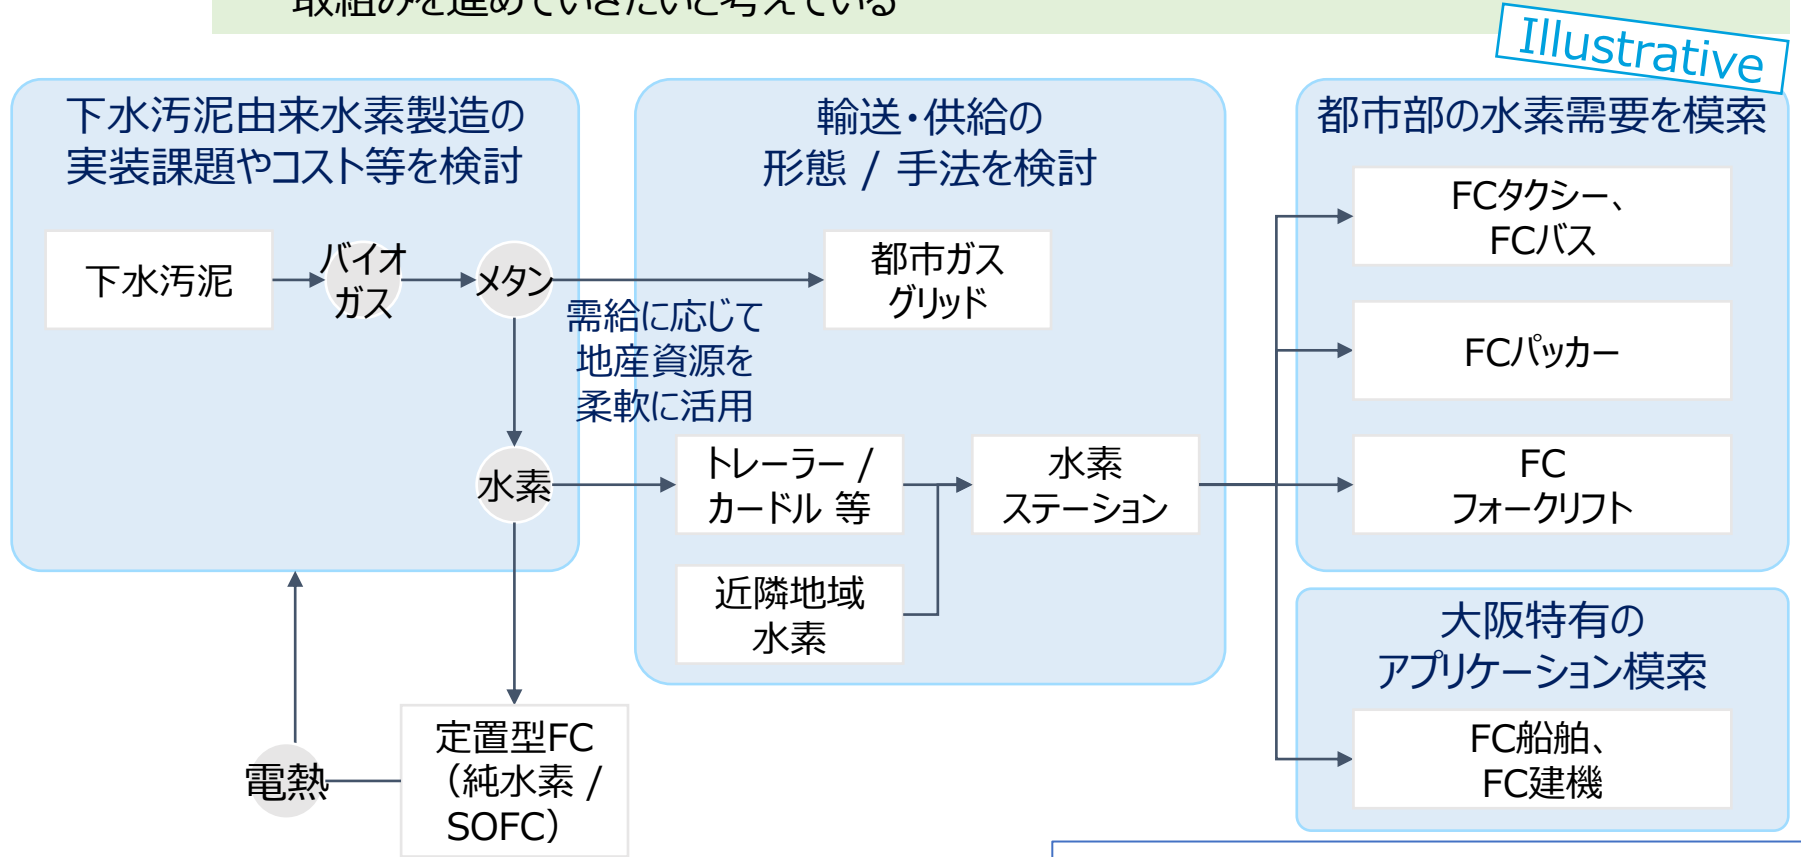 取組みを進めていきたいと考えている
Illustrative
下水汚泥由来水素製造の
実装課題やコスト等を検討
下水汚泥
バイオ
ガス
メタン
水素
需給に応じて
地産資源を
柔軟に活用
電熱
定置型FC
（純水素 /
SOFC）
輸送・供給の
形態 / 手法を検討
都市ガス
グリッド
トレーラー /
カードル 等
近隣地域
水素
水素
ステーション
都市部の水素需要を模索
FCタクシー、
FCバス
FCパッカー
FC
フォークリフト
大阪特有の
アプリケーション模索
FC船舶、
FC建機